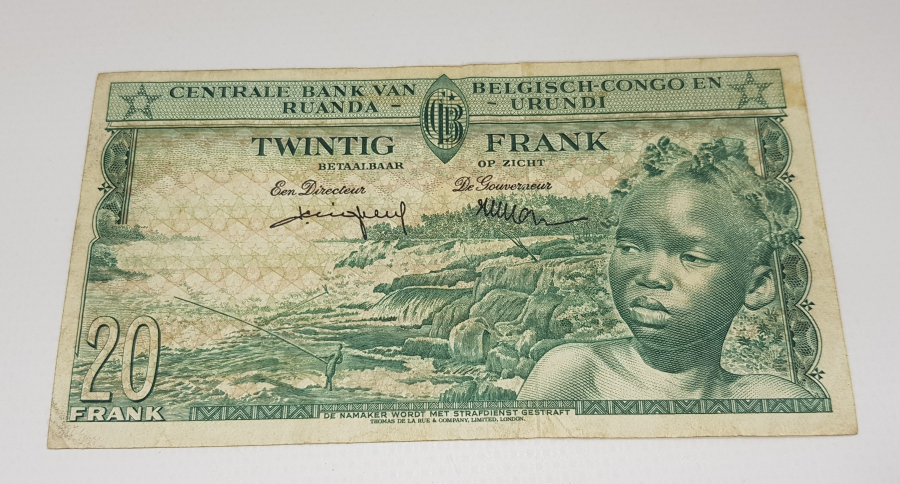 CENTRALE BANK VAN BELGISCH-CONGO EN
RUANDA - - URUNDI
TWINTIG FRANK
BETAALBAAR OP ZICHT
Een Directeur De Gouverneur
20
FRANK
DE NAMAKER WORDT MET STRAFDIENST GESTRAFT
THOMAS DE LA RUE & COMPANY, LIMITED, LONDON.